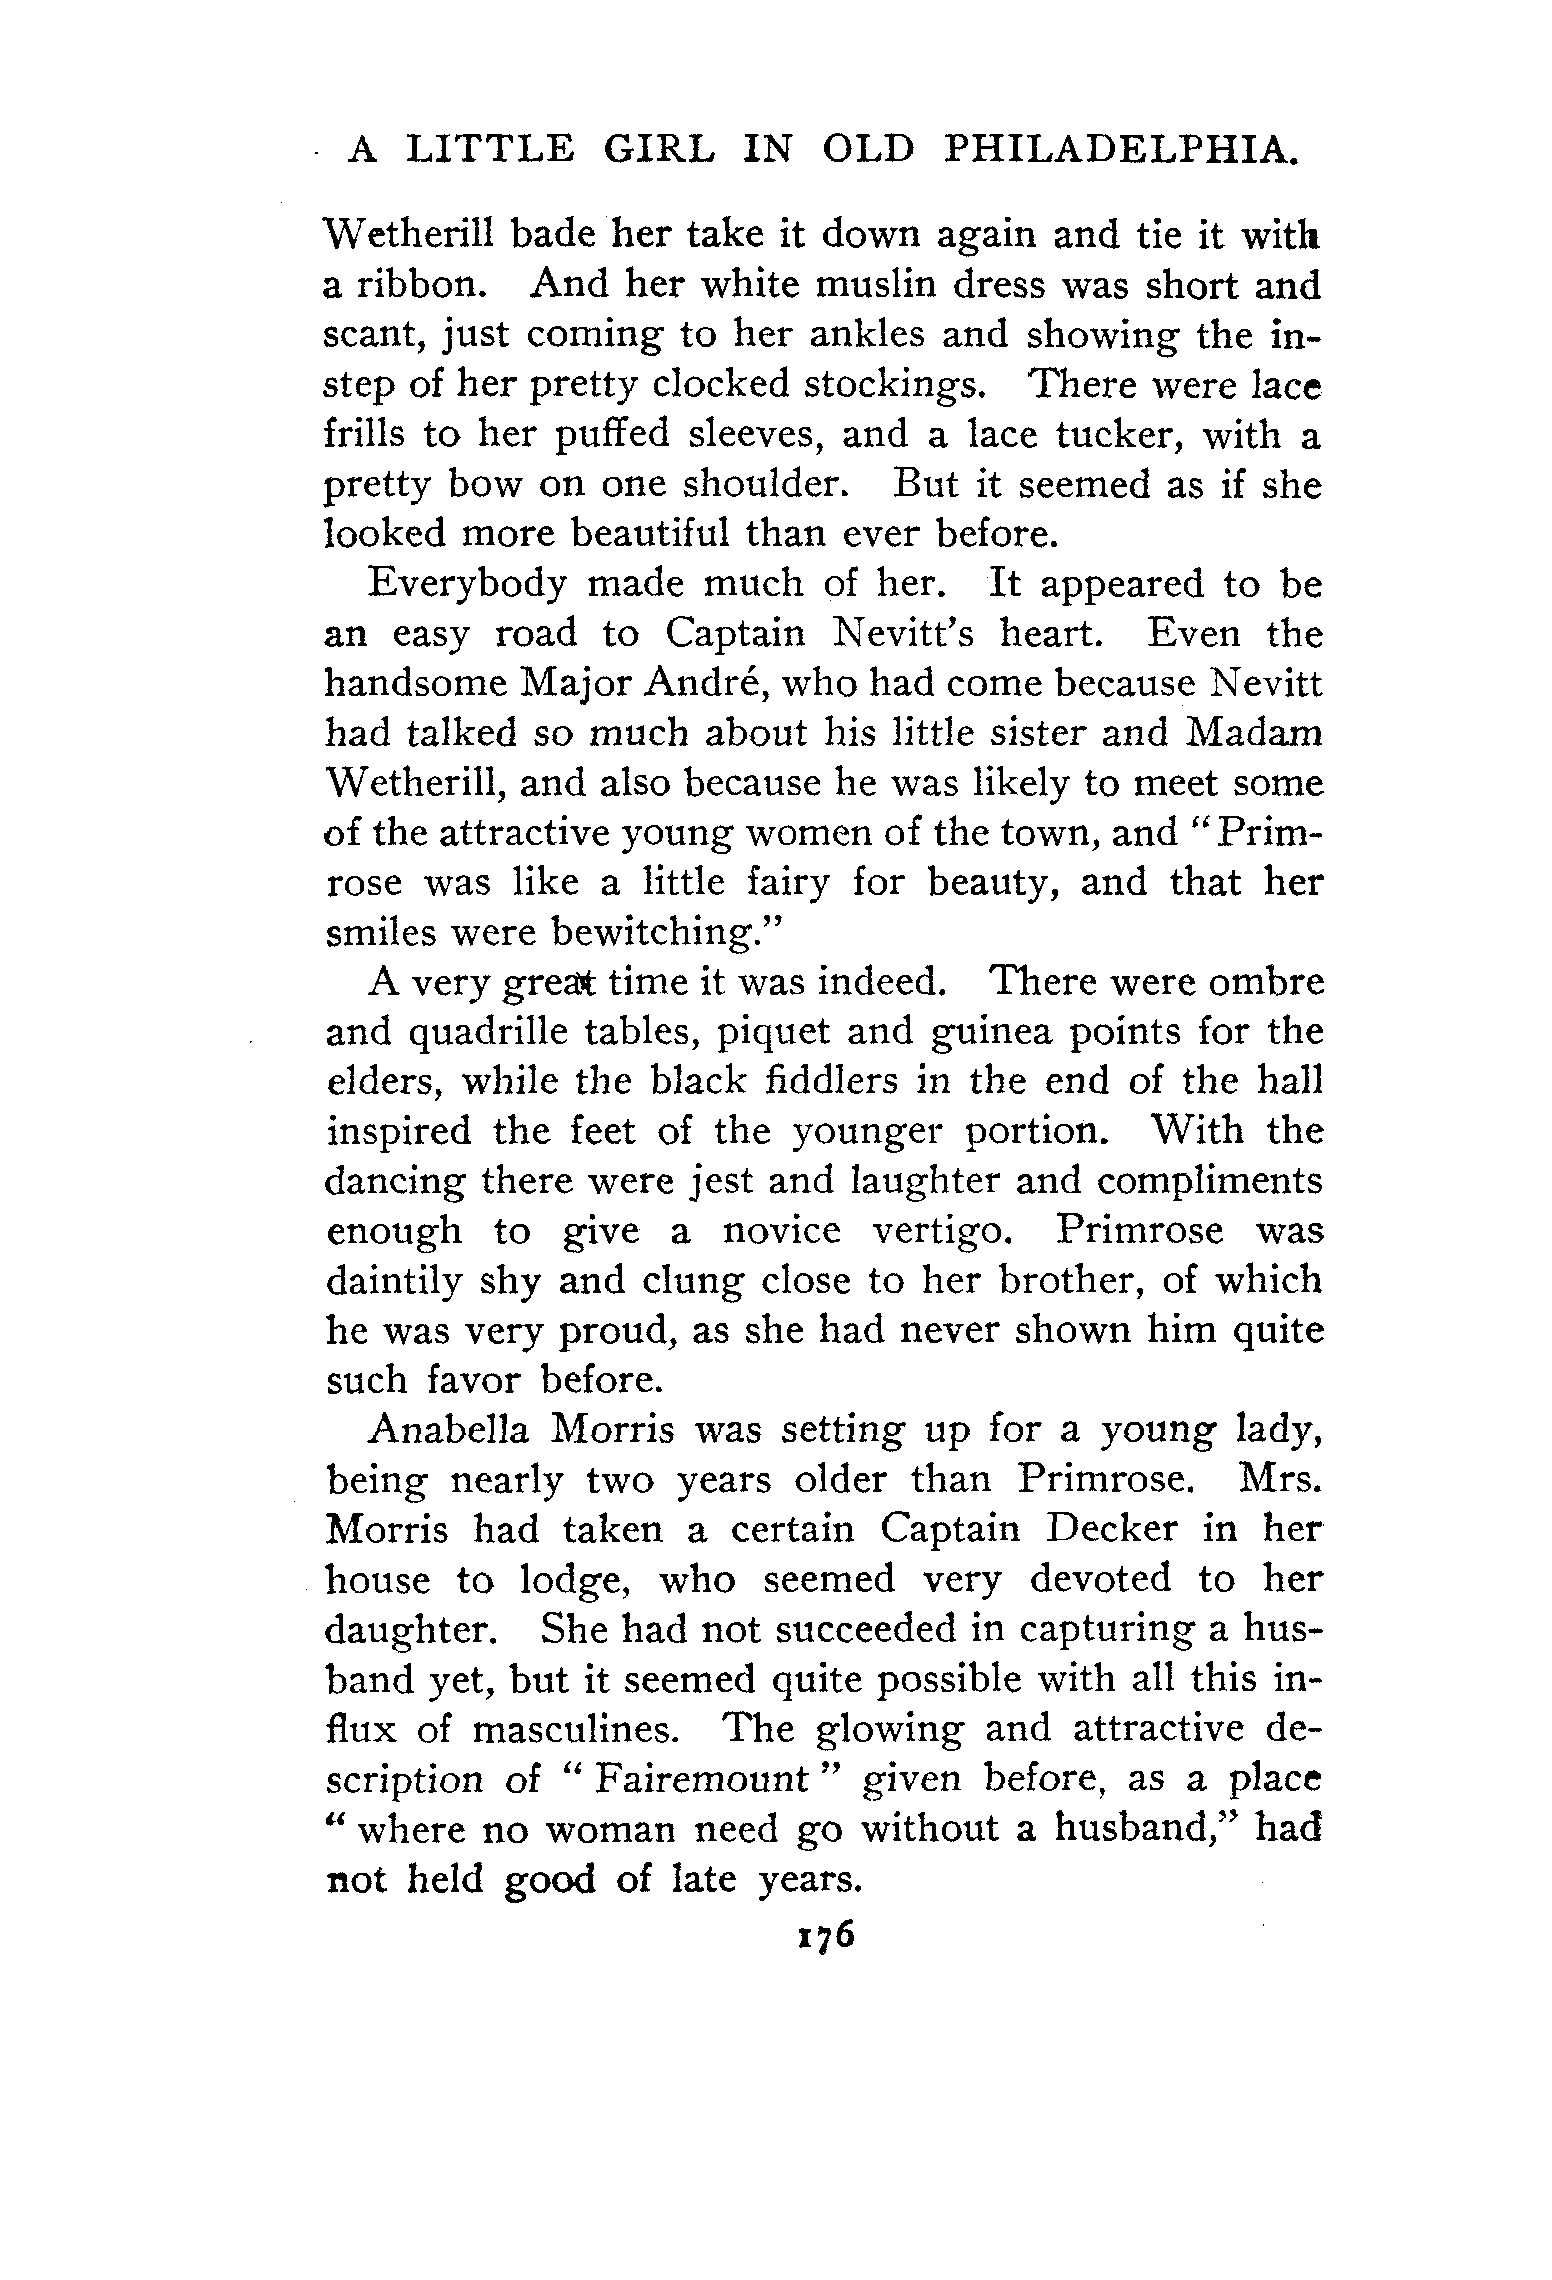 A LITTLE GIRL IN OLD PHILADELPHIA.
Wetherill bade her take it down again and tie it with
a ribbon. And her white muslin dress was short and
scant, just coming to her ankles and showing the in-
step of her pretty clocked stockings. There were lace
frills to her puffed sleeves, and a lace tucker, with a
pretty bow on one shoulder. But it seemed as if she
looked more beautiful than ever before.
Everybody made much of her. It appeared to be
an easy road to Captain Nevitt's heart. Even the
handsome Major André, who had come because Nevitt
had talked so much about his little sister and Madam
Wetherill, and also because he was likely to meet some
of the attractive young women of the town, and "Prim-
rose was like a little fairy for beauty, and that her
smiles were bewitching."
A very great time it was indeed. There were ombre
and quadrille tables, piquet and guinea points for the
elders, while the black fiddlers in the end of the hall
inspired the feet of the younger portion. With the
dancing there were jest and laughter and compliments
enough to give a novice vertigo. Primrose was
daintily shy and clung close to her brother, of which
he was very proud, as she had never shown him quite
such favor before.
Anabella Morris was setting up for a young lady,
being nearly two years older than Primrose. Mrs.
Morris had taken a certain Captain Decker in her
house to lodge, who seemed very devoted to her
daughter. She had not succeeded in capturing a hus-
band yet, but it seemed quite possible with all this in-
flux of masculines. The glowing and attractive de-
scription of "Fairemount" given before, as a place
"where no woman need go without a husband," had
not held good of late years.
176